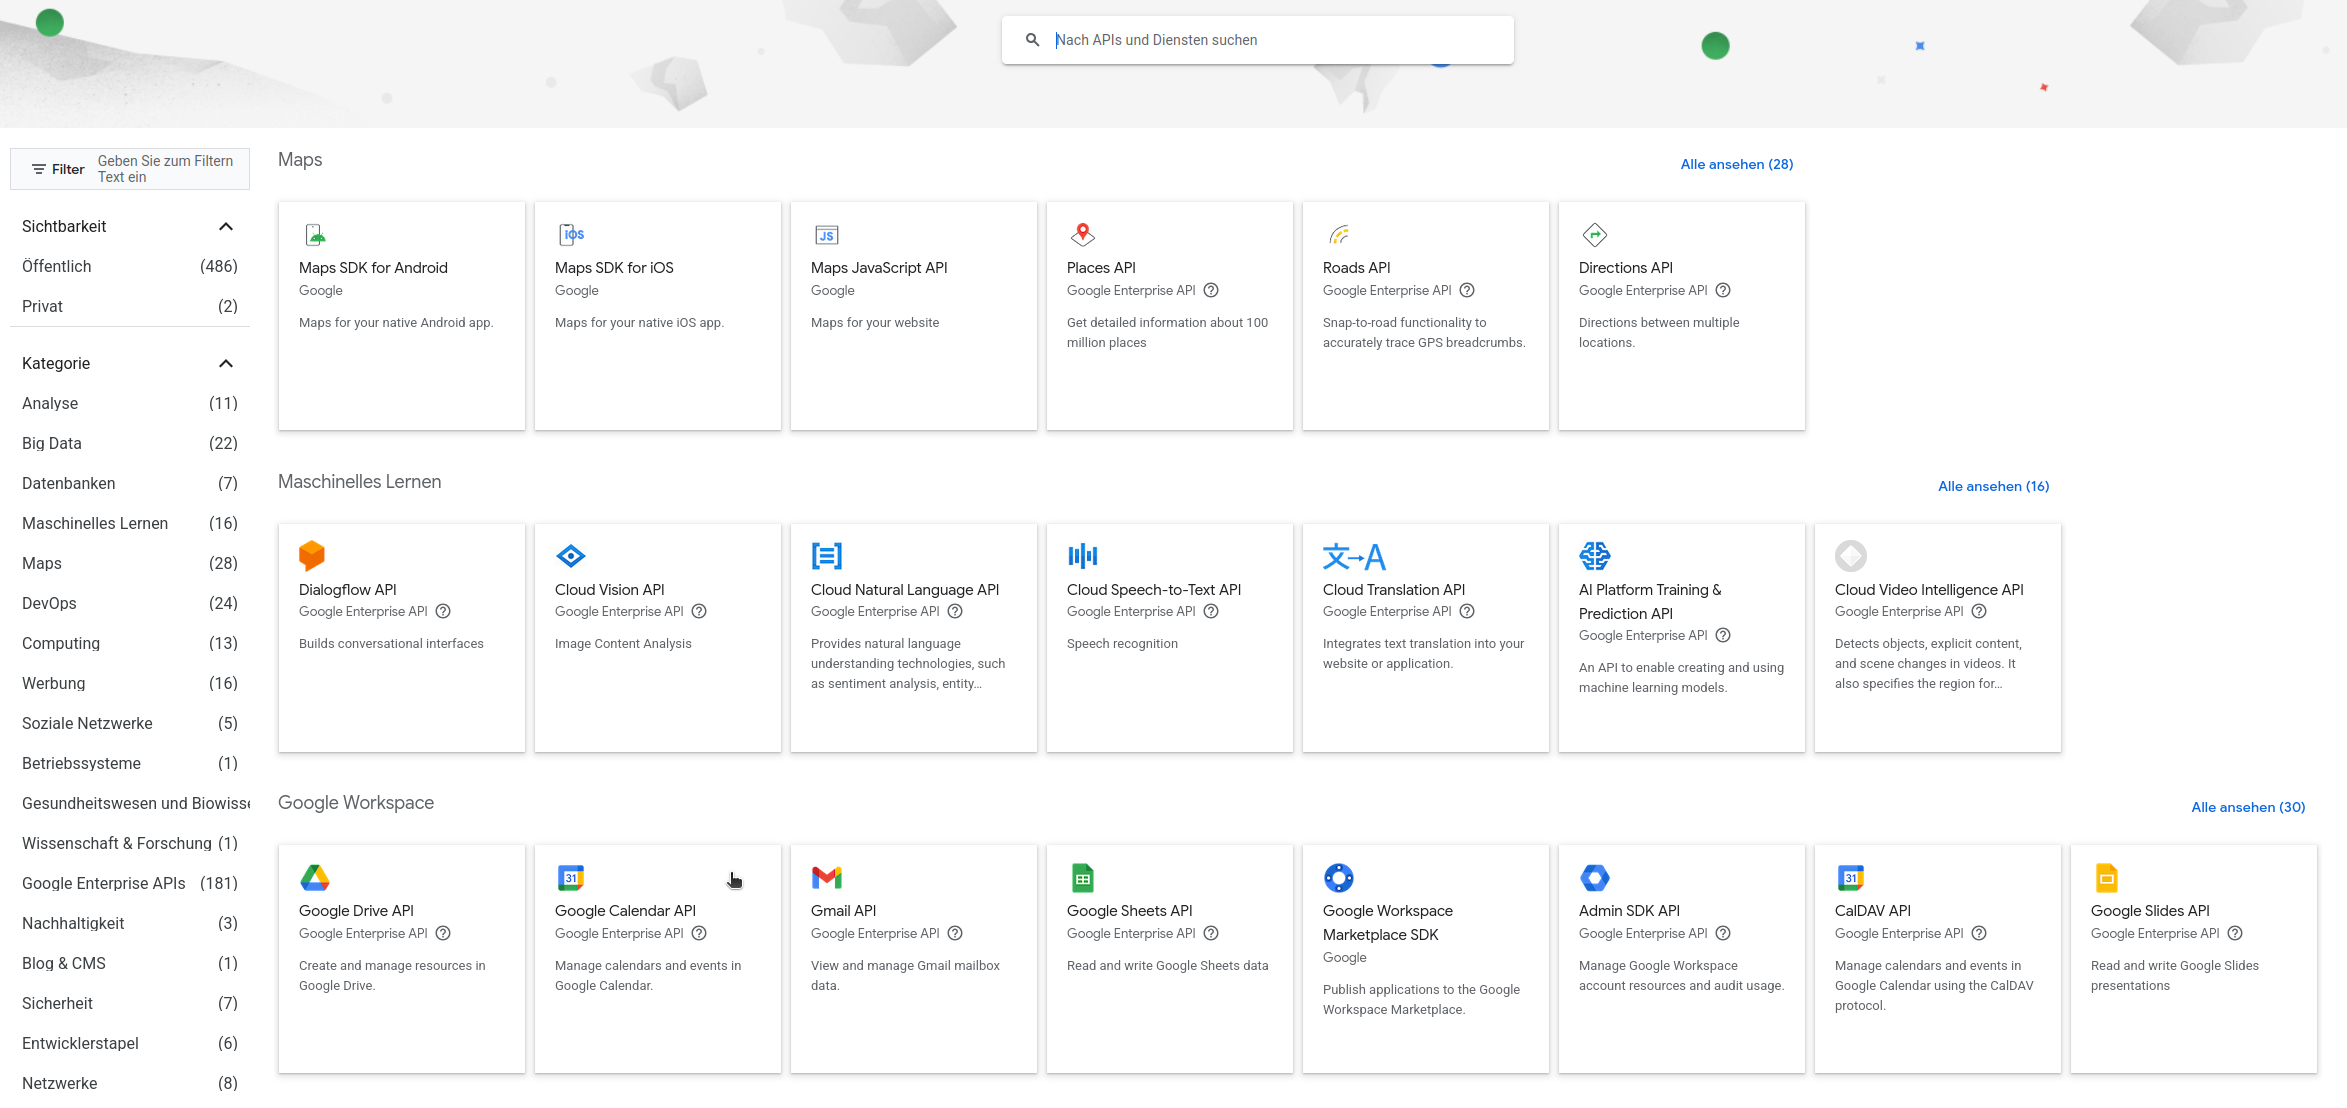 Nach APIs und Diensten suchen
Filter
Geben Sie zum Filtern
Text ein
Sichtbarkeit
Öffentlich (486)
Privat (2)
Kategorie
Analyse (11)
Big Data (22)
Datenbanken (7)
Maschinelles Lernen (16)
Maps (28)
DevOps (24)
Computing (13)
Werbung (16)
Soziale Netzwerke (5)
Betriebssysteme (1)
Gesundheitswesen und Biowisse
Wissenschaft & Forschung (1)
Google Enterprise APIs (181)
Nachhaltigkeit (3)
Blog & CMS (1)
Sicherheit (7)
Entwicklerstapel (6)
Netzwerke (8)
Maps
Alle ansehen (28)
Maps SDK for Android
Google
Maps for your native Android app.
iOS
Maps SDK for iOS
Google
Maps for your native iOS app.
JS
Maps JavaScript API
Google
Maps for your website
Places API
Google Enterprise API
Get detailed information about 100
million places
Roads API
Google Enterprise API
Snap-to-road functionality to
accurately trace GPS breadcrumbs.
Directions API
Google Enterprise API
Directions between multiple
locations.
Maschinelles Lernen
Alle ansehen (16)
Dialogflow API
Google Enterprise API
Builds conversational interfaces
Cloud Vision API
Google Enterprise API
Image Content Analysis
Cloud Natural Language API
Google Enterprise API
Provides natural language
understanding technologies, such
as sentiment analysis, entity…
Cloud Speech-to-Text API
Google Enterprise API
Speech recognition
文→A
Cloud Translation API
Google Enterprise API
Integrates text translation into your
website or application.
AI Platform Training &
Prediction API
Google Enterprise API
An API to enable creating and using
machine learning models.
Cloud Video Intelligence API
Google Enterprise API
Detects objects, explicit content,
and scene changes in videos. It
also specifies the region for…
Google Workspace
Alle ansehen (30)
Google Drive API
Google Enterprise API
Create and manage resources in
Google Drive.
31
Google Calendar API
Google Enterprise API
Manage calendars and events in
Google Calendar.
Gmail API
Google Enterprise API
View and manage Gmail mailbox
data.
Google Sheets API
Google Enterprise API
Read and write Google Sheets data
Google Workspace
Marketplace SDK
Google
Publish applications to the Google
Workspace Marketplace.
Admin SDK API
Google Enterprise API
Manage Google Workspace
account resources and audit usage.
31
CalDAV API
Google Enterprise API
Manage calendars and events in
Google Calendar using the CalDAV
protocol.
Google Slides API
Google Enterprise API
Read and write Google Slides
presentations